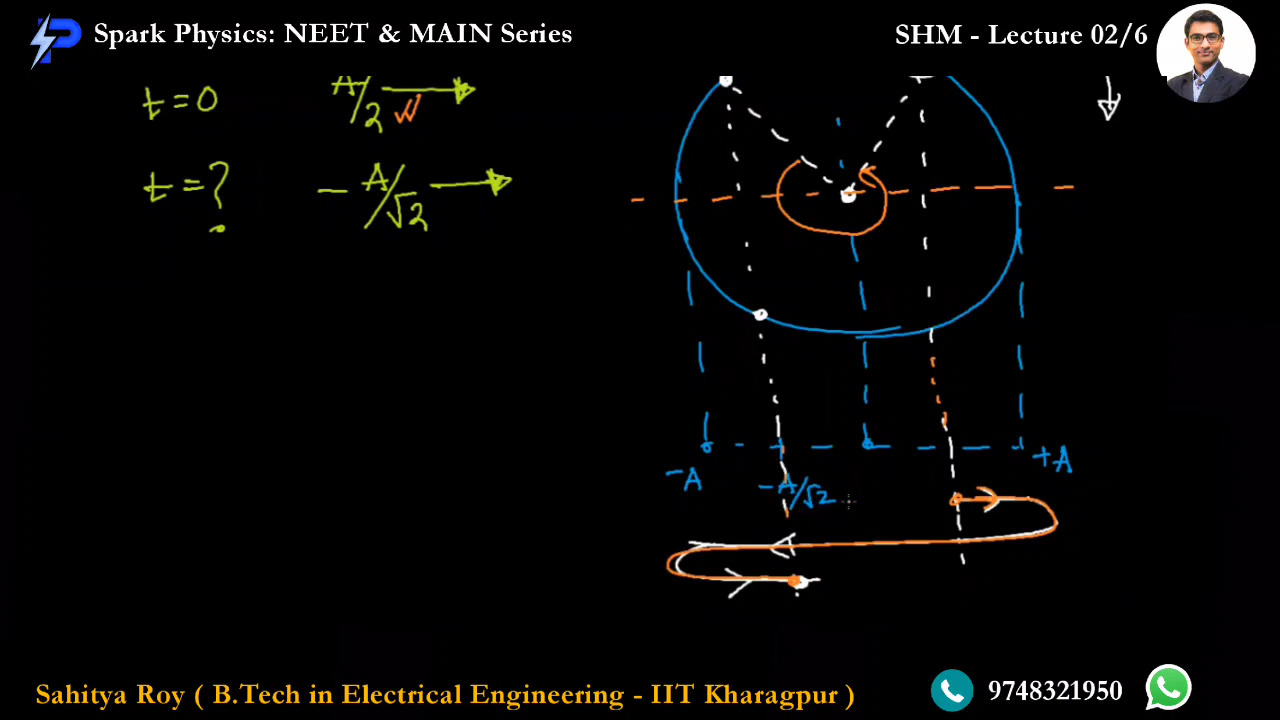 Spark Physics: NEET & MAIN Series
SHM - Lecture 02/6
t=0 A/2
t=? -A/√2
-A
-A/√2
+A
Sahitya Roy ( B.Tech in Electrical Engineering - IIT Kharagpur )
9748321950